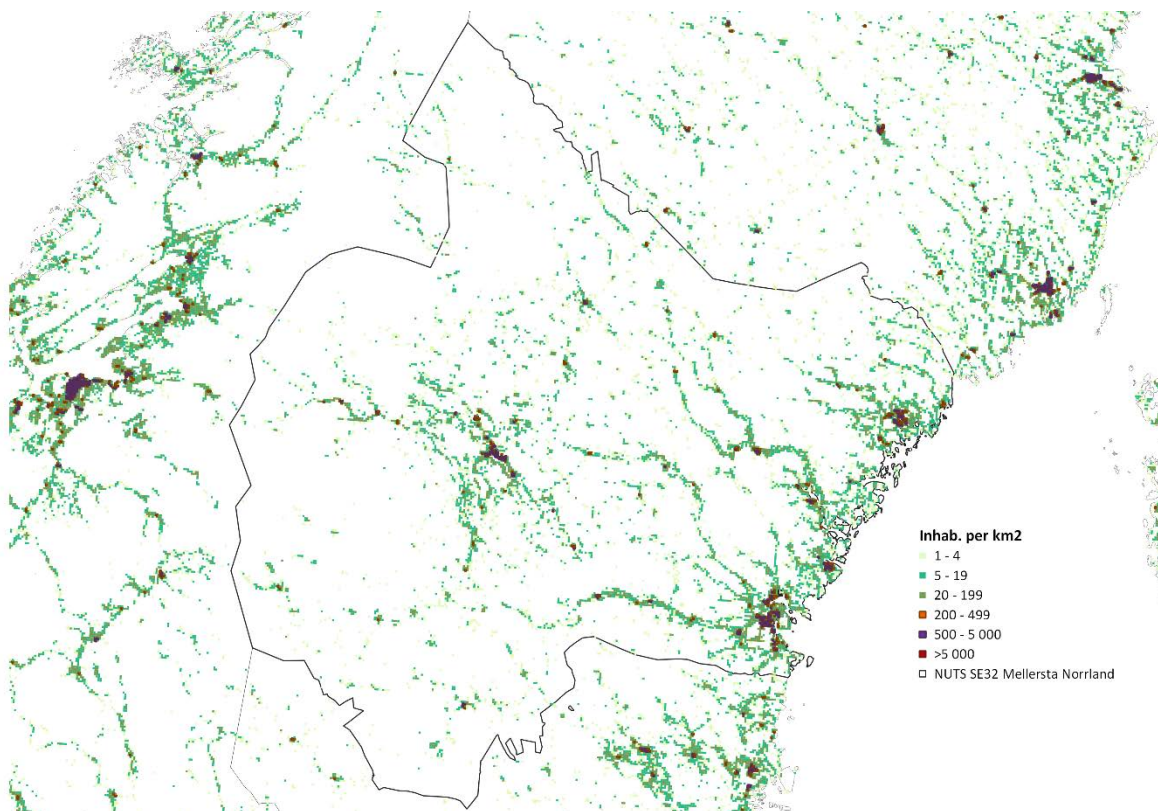 Inhab. per km2
1 - 4
5 - 19
20 - 199
200 - 499
500 - 5 000
>5 000
NUTS SE32 Mellersta Norrland